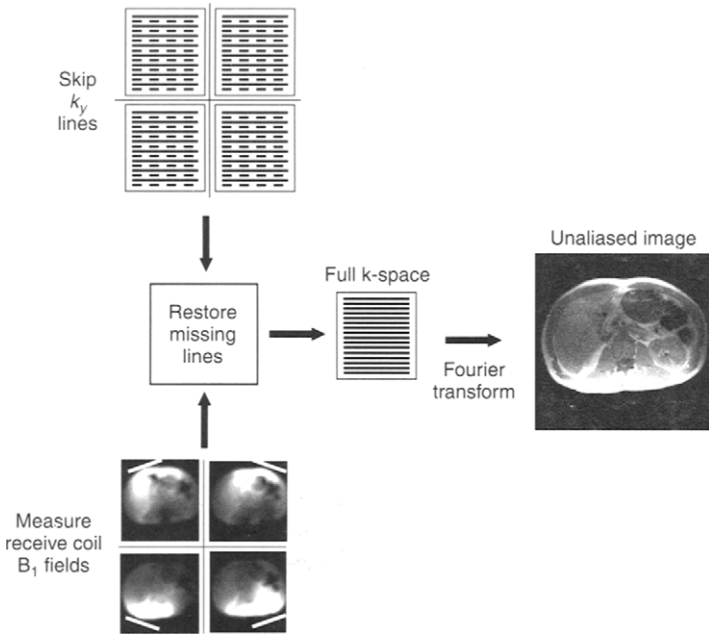 Skip
ky
lines
Unaliased image
Full k-space
Restore
missing
lines
Fourier
transform
Measure
receive coil
B1 fields